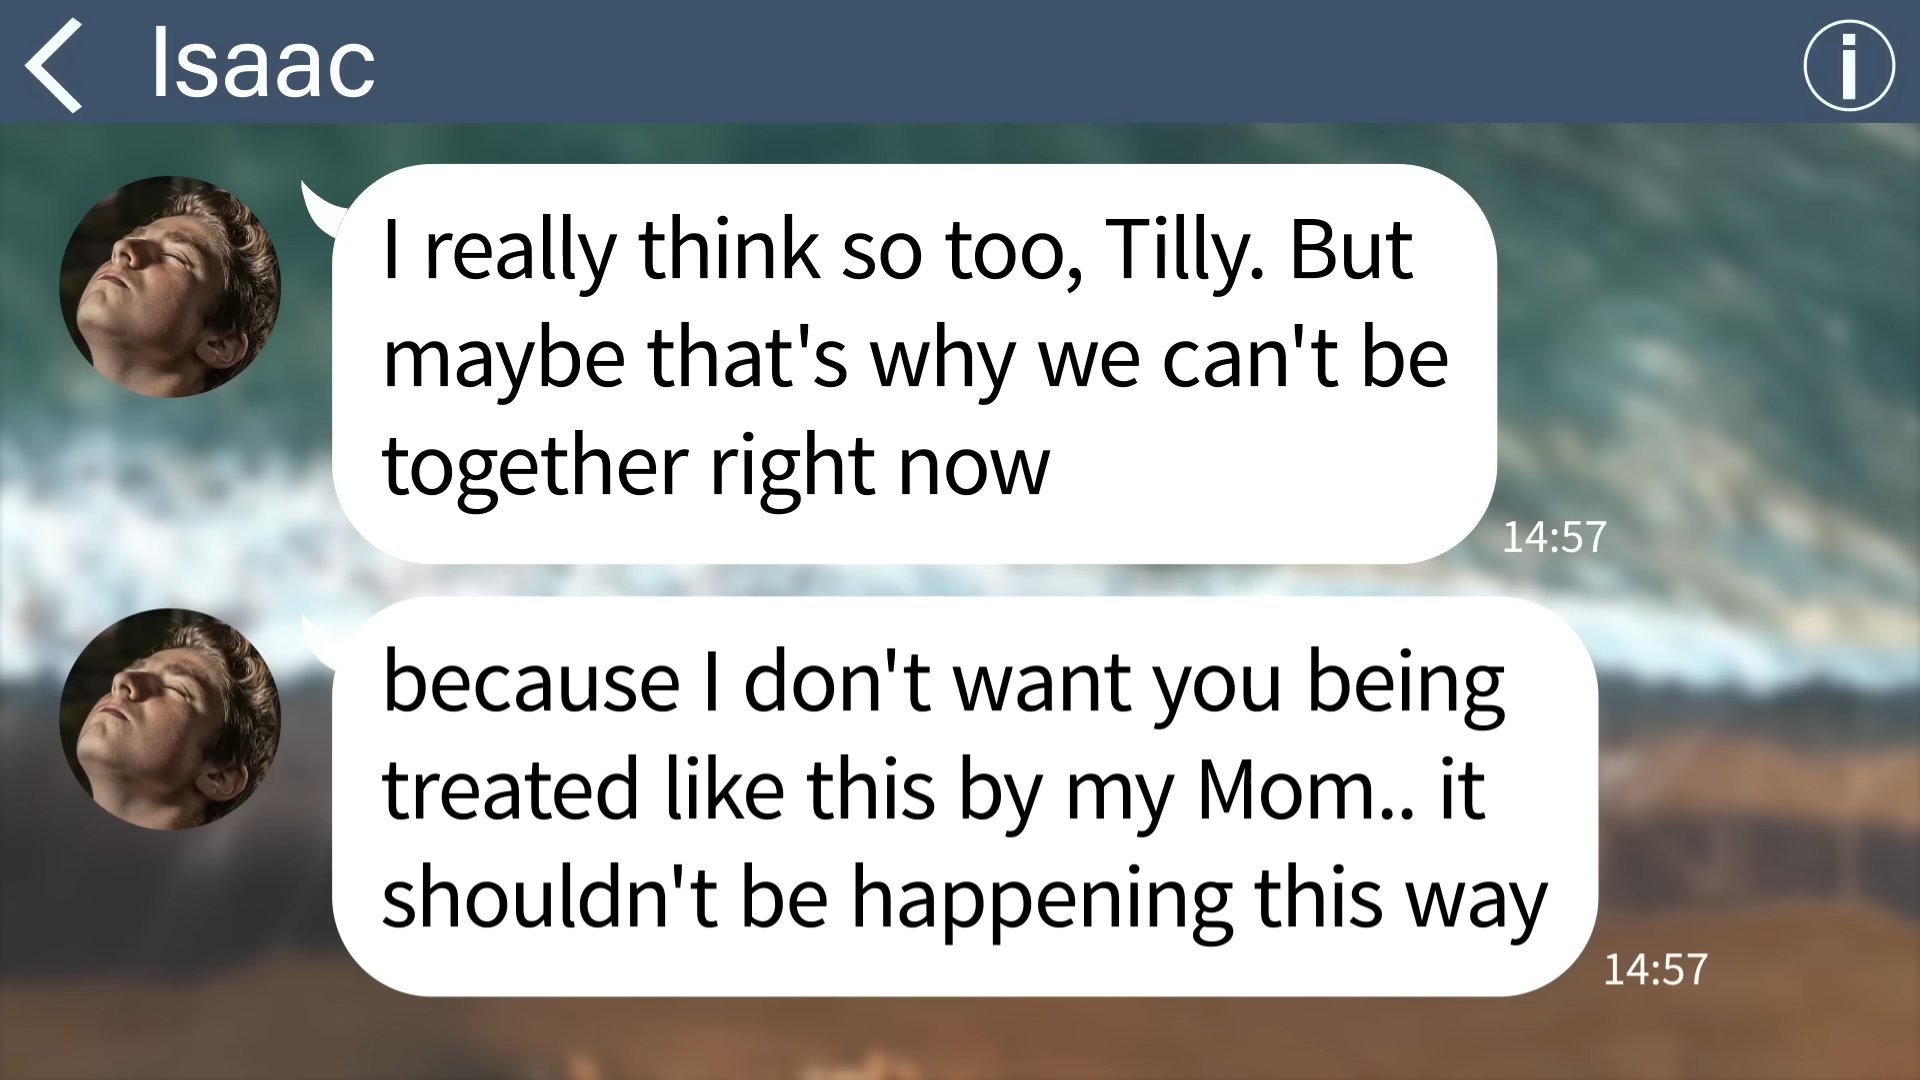 Isaac
I really think so too, Tilly. But
maybe that's why we can't be
together right now
14:57
because I don't want you being
treated like this by my Mom.. it
shouldn't be happening this way
14:57